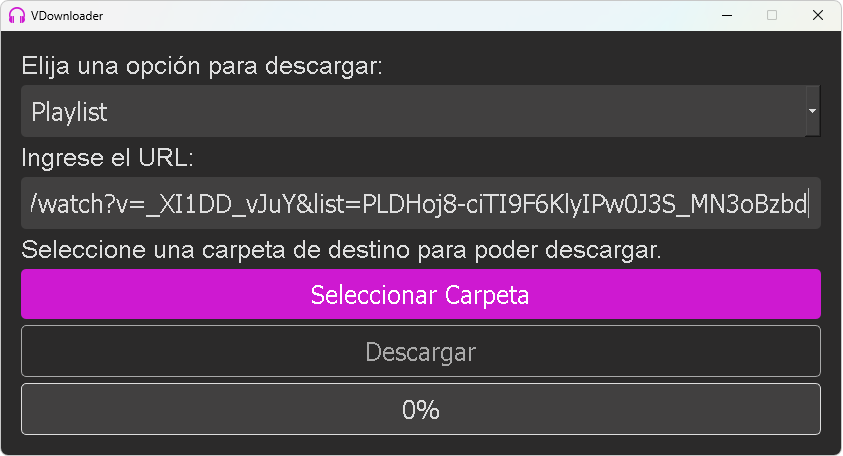 VDownloader
Elija una opción para descargar:
Playlist
Ingrese el URL:
/watch?v=_XI1DD_vJuY&list=PLDHoj8-ciTI9F6KlyIPw0J3S_MN3oBzbd
Seleccione una carpeta de destino para poder descargar.
Seleccionar Carpeta
Descargar
0%